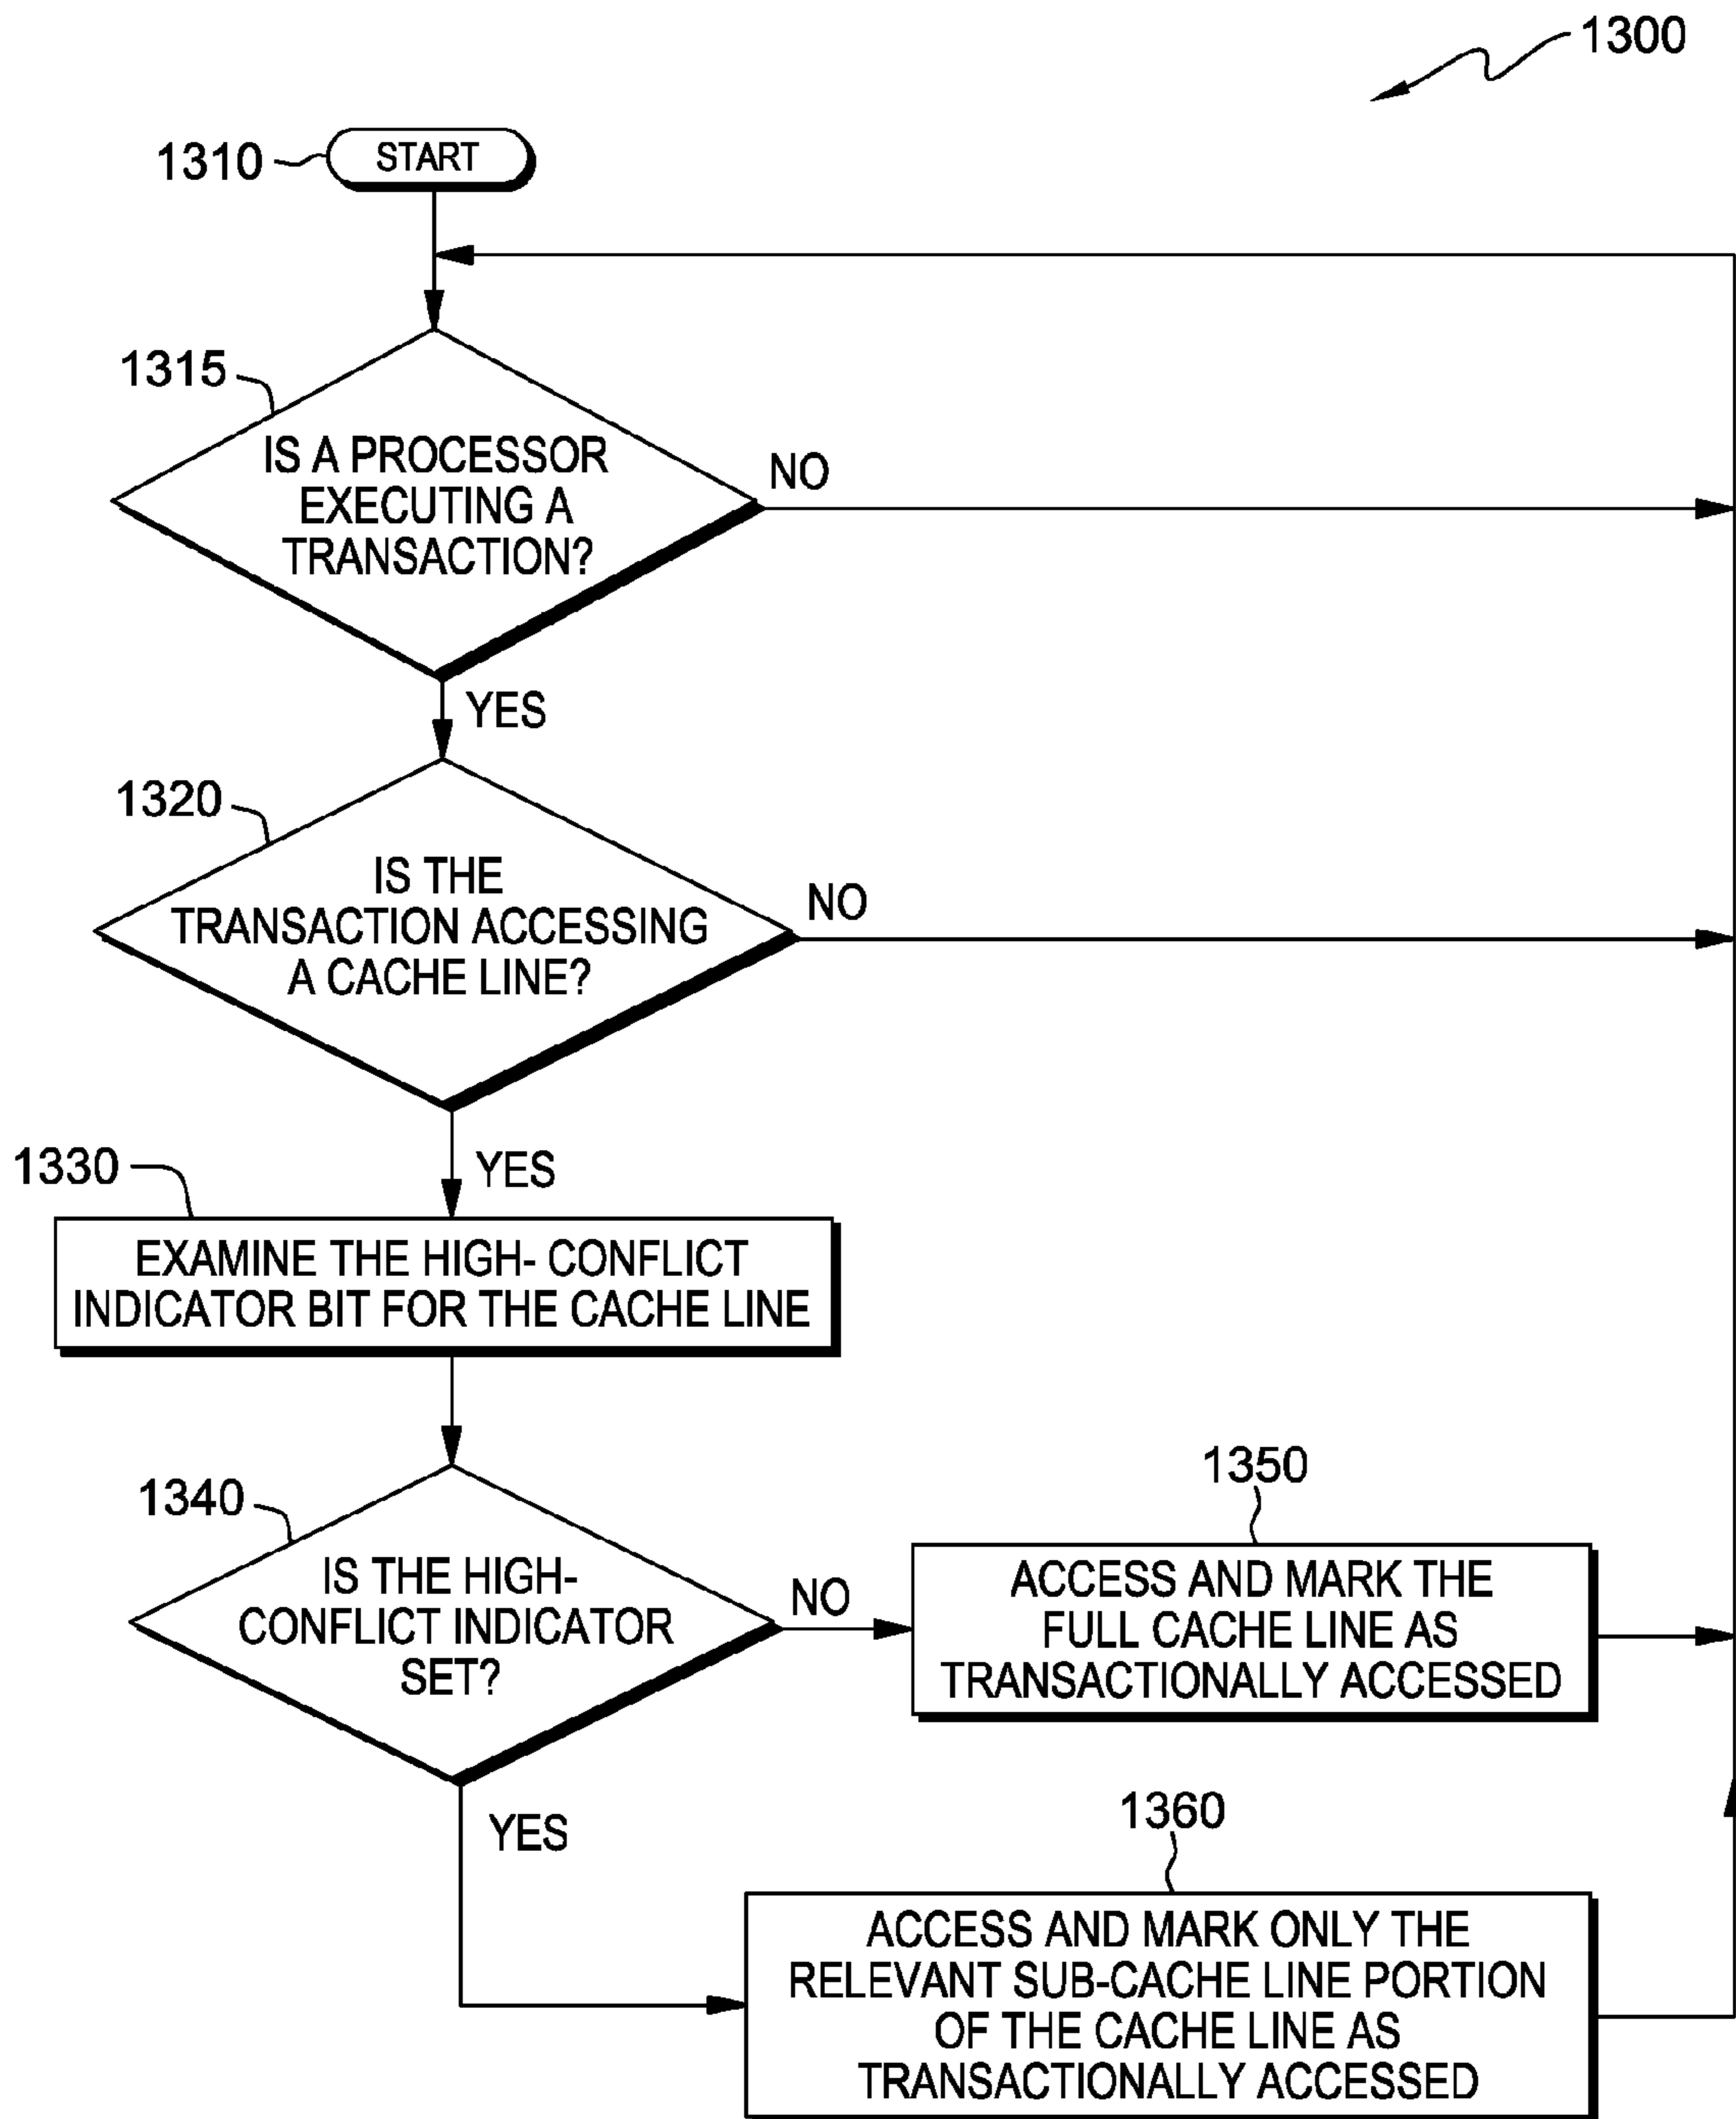 1300
1310
START
1315
IS A PROCESSOR
EXECUTING A
TRANSACTION?
NO
YES
1320
IS THE
TRANSACTION ACCESSING
A CACHE LINE?
NO
YES
1330
EXAMINE THE HIGH- CONFLICT
INDICATOR BIT FOR THE CACHE LINE
1340
IS THE HIGH-
CONFLICT INDICATOR
SET?
NO
YES
1350
ACCESS AND MARK THE
FULL CACHE LINE AS
TRANSACTIONALLY ACCESSED
1360
ACCESS AND MARK ONLY THE
RELEVANT SUB-CACHE LINE PORTION
OF THE CACHE LINE AS
TRANSACTIONALLY ACCESSED